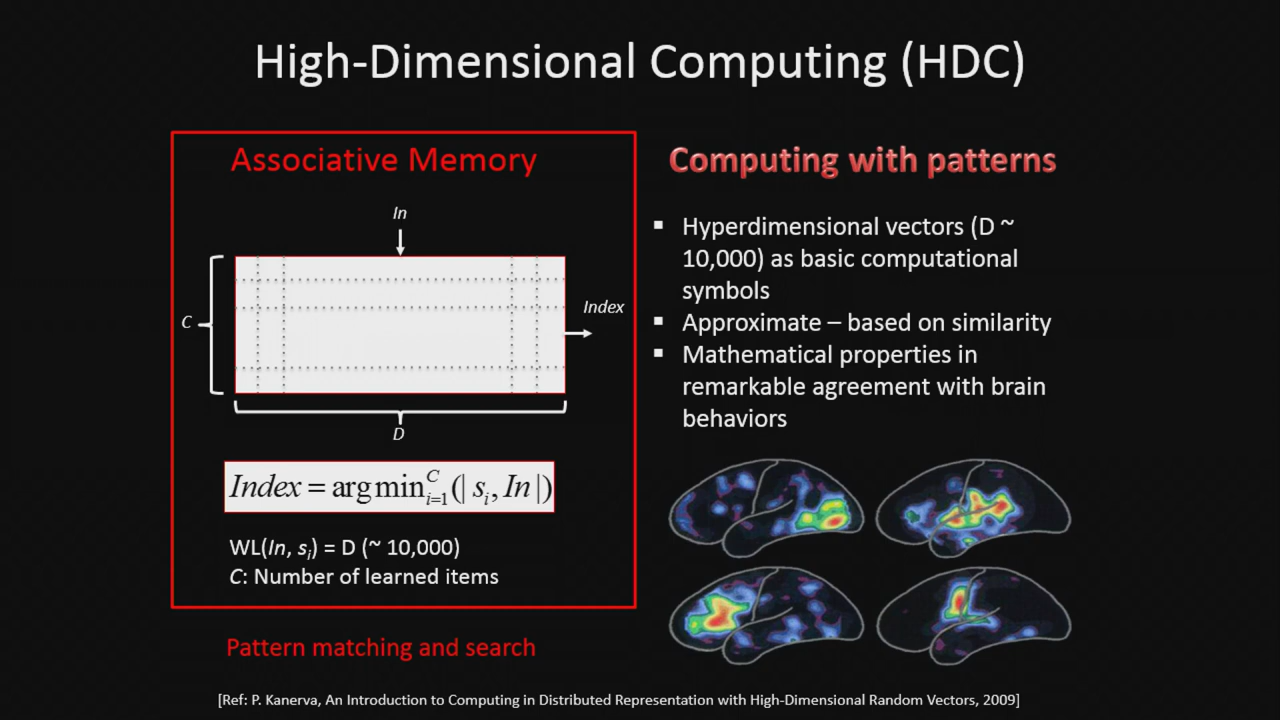 High-Dimensional Computing (HDC)
Associative Memory
In
C
Index
D
Index = arg min_{i=1}^{C}(| s_i, In |)
WL(In, s_i) = D (~ 10,000)
C: Number of learned items
Pattern matching and search
Computing with patterns
▪ Hyperdimensional vectors (D ~
10,000) as basic computational
symbols
▪ Approximate – based on similarity
▪ Mathematical properties in
remarkable agreement with brain
behaviors
[Ref: P. Kanerva, An Introduction to Computing in Distributed Representation with High-Dimensional Random Vectors, 2009]